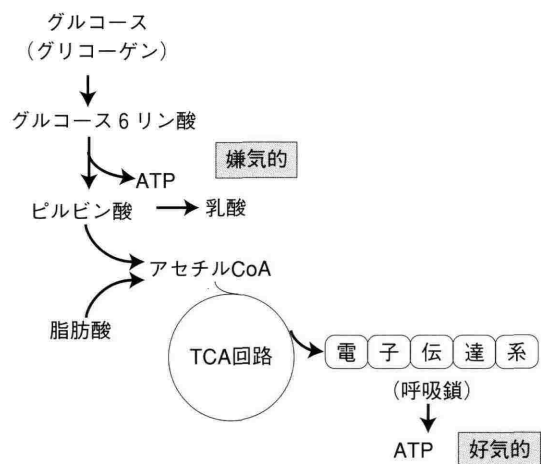 グルコース
(グリコーゲン)
グルコース6リン酸
嫌気的
ATP
ピルビン酸
乳酸
アセチルCoA
脂肪酸
TCA回路
電子伝達系
(呼吸鎖)
ATP
好気的